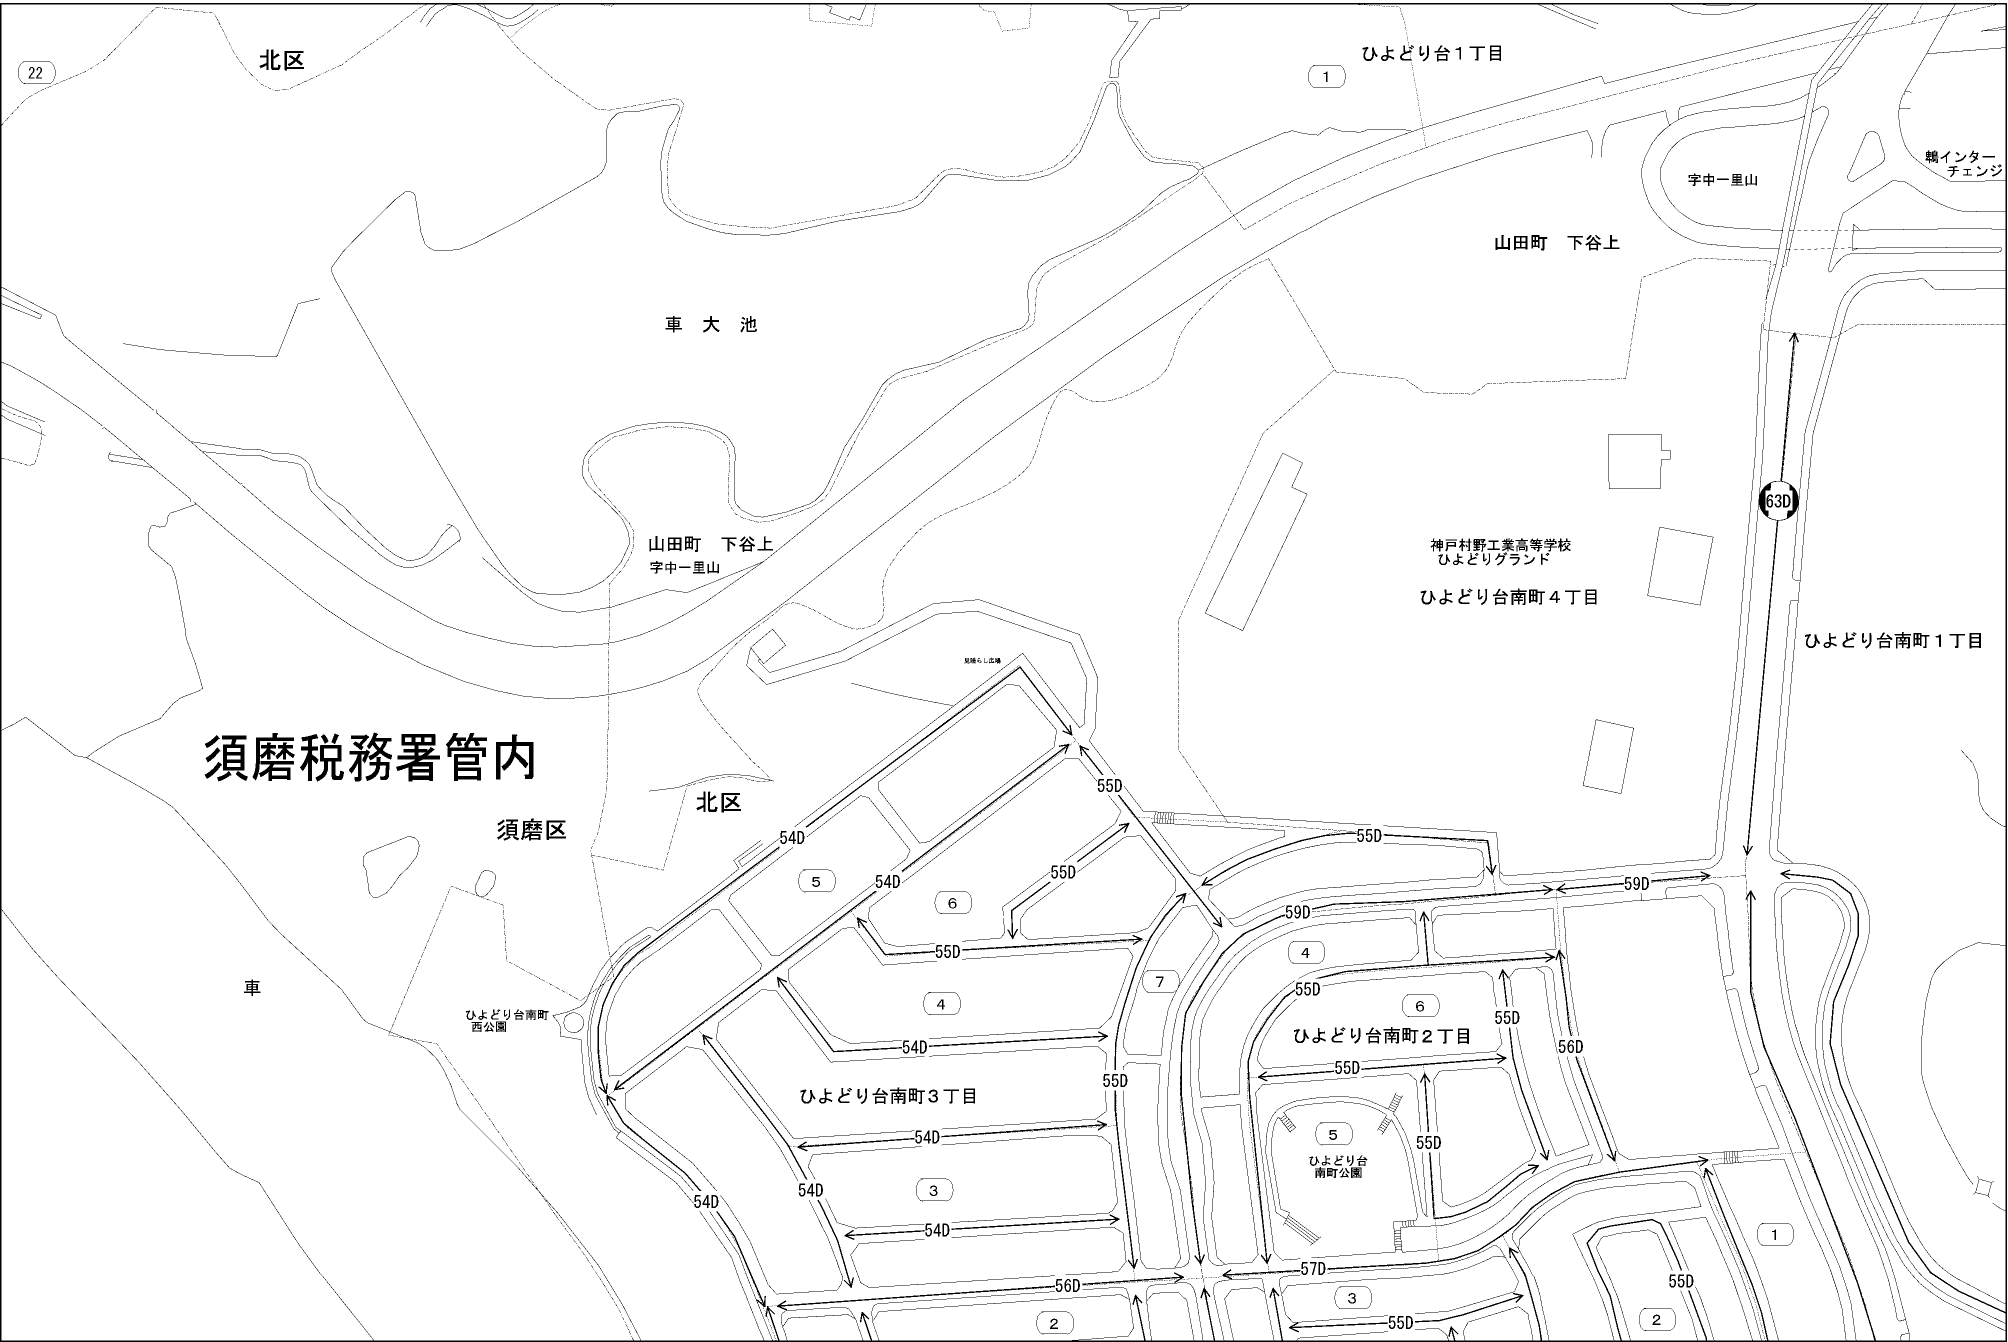 北区
ひよどり台1丁目
22
1
鵯インター
チェンジ
字中一里山
山田町　下谷上
車　大　池
63D
山田町　下谷上
字中一里山
神戸村野工業高等学校
ひよどりグランド
ひよどり台南町4丁目
ひよどり台南町1丁目
見晴らし広場
須磨税務署管内
55D
北区
須磨区
54D
55D
55D
54D
5
59D
6
59D
55D
4
7
55D
車
4
6
ひよどり台南町
西公園
55D
ひよどり台南町2丁目
54D
56D
55D
55D
ひよどり台南町3丁目
54D
5
55D
ひよどり台
南町公園
54D
3
54D
54D
1
57D
56D
55D
3
2
55D
2